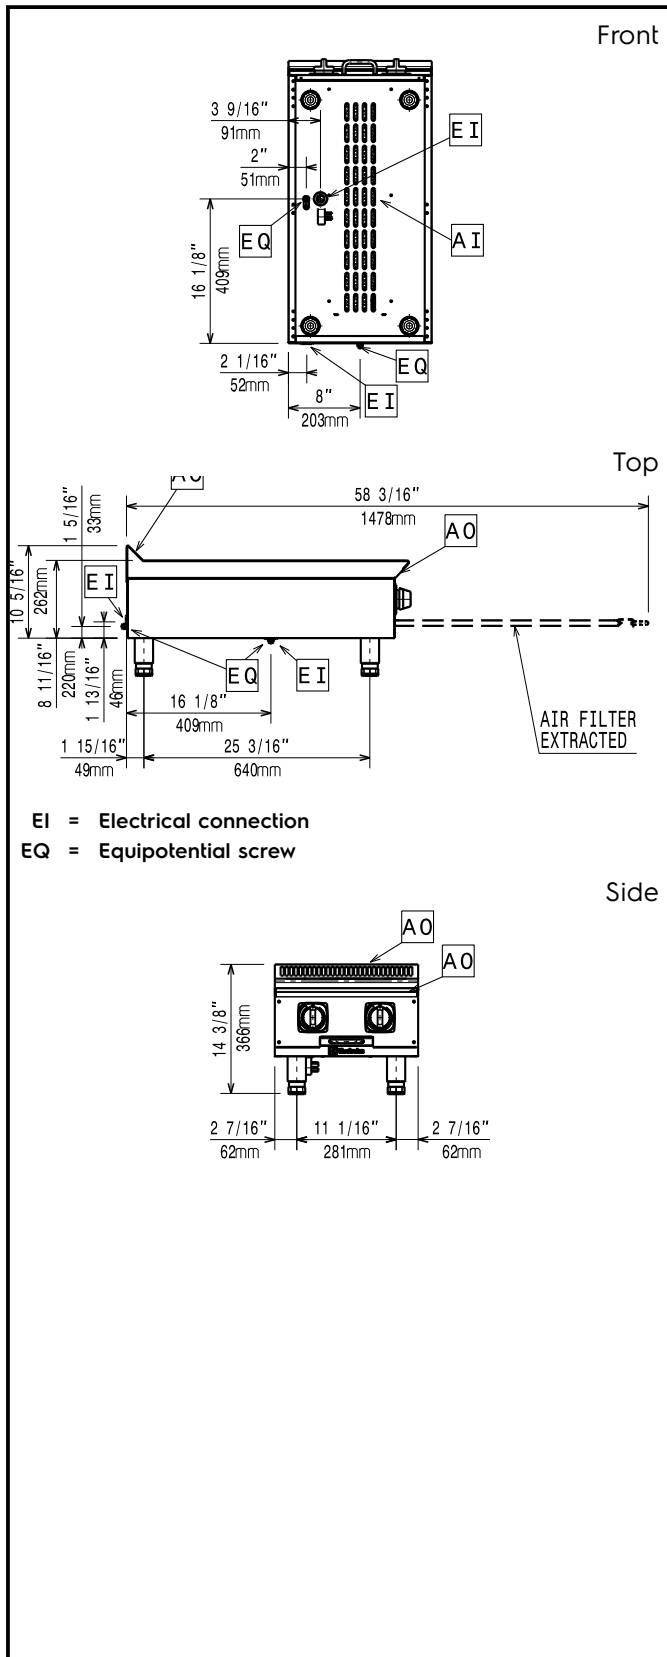 Front
3 9/16"
91mm
EI
2"
51mm
EQ
AI
16 1/8"
409mm
2 1/16"
52mm
EQ
EI
8"
203mm
Top
AO
58 3/16"
1478mm
1 5/16"
33mm
AO
10 5/16"
262mm
EI
8 11/16"
220mm
1 13/16"
46mm
EQ
EI
16 1/8"
409mm
AIR FILTER
EXTRACTED
1 15/16"
49mm
25 3/16"
640mm
EI = Electrical connection
EQ = Equipotential screw
Side
AO
AO
14 3/8"
366mm
2 7/16"
62mm
11 1/16"
281mm
2 7/16"
62mm